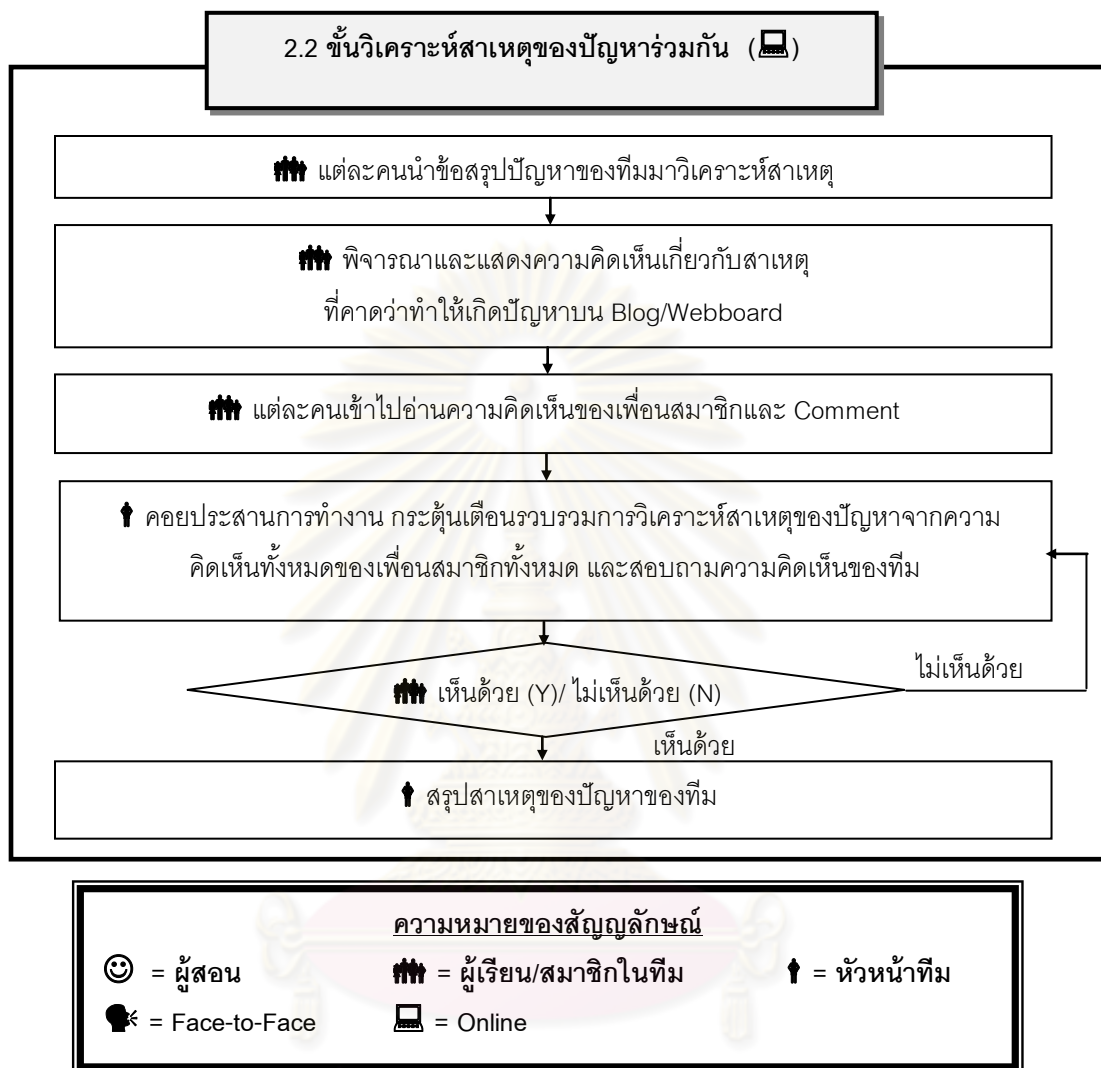 2.2 ขั้นวิเคราะห์สาเหตุของปัญหาร่วมกัน (💻)
แต่ละคนนำข้อสรุปปัญหาของทีมมาวิเคราะห์สาเหตุ
พิจารณาและแสดงความคิดเห็นเกี่ยวกับสาเหตุ
ที่คาดว่าทำให้เกิดปัญหาบน Blog/Webboard
แต่ละคนเข้าไปอ่านความคิดเห็นของเพื่อนสมาชิกและ Comment
คอยประสานการทำงาน กระตุ้นเตือนรวบรวมการวิเคราะห์สาเหตุของปัญหาจากความ
คิดเห็นทั้งหมดของเพื่อนสมาชิกทั้งหมด และสอบถามความคิดเห็นของทีม
ไม่เห็นด้วย
เห็นด้วย (Y)/ ไม่เห็นด้วย (N)
เห็นด้วย
สรุปสาเหตุของปัญหาของทีม
ความหมายของสัญญลักษณ์
☺ = ผู้สอน = ผู้เรียน/สมาชิกในทีม = หัวหน้าทีม
= Face-to-Face 💻 = Online